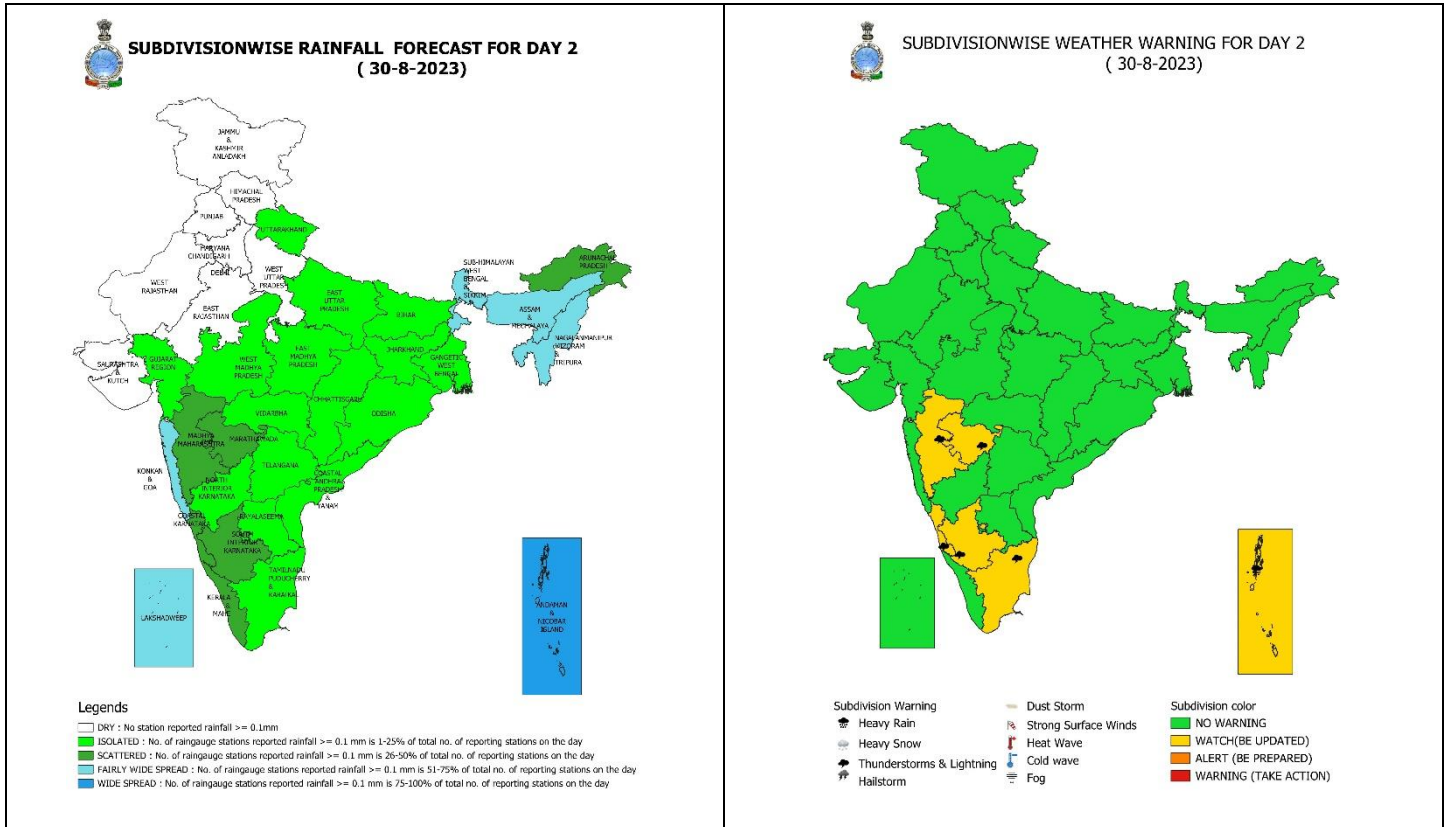 SUBDIVISIONWISE RAINFALL FORECAST FOR DAY 2
( 30-8-2023)
JAMMU
&
KASHMIR
ANLADAKH
HIMACHAL
PRADESH
PUNJAB
UTTARAKHAND
HARYANA
CHANDIGARH
&
DELHI
WEST
UTTAR
PRADESH
WEST
RAJASTHAN
EAST
RAJASTHAN
EAST
UTTAR
PRADESH
BIHAR
SUB-HIMALAYAN
WEST
BENGAL
&
SIKKIM
ARUNACHAL
PRADESH
ASSAM
&
MEGHALAYA
NAGALANMANIPUR
MIZORAM
&
TRIPURA
SAURASHTRA
&
KUTCH
GUJARAT
REGION
WEST
MADHYA
PRADESH
EAST
MADHYA
PRADESH
JHARKHAND
GANGETIC
WEST
BENGAL
CHHATTISGARH
ODISHA
VIDARBHA
MADHYA
MAHARASHTRA
MARATHAWADA
KONKAN
&
GOA
TELANGANA
NORTH
INTERIOR
KARNATAKA
COASTAL
ANDHRA
PRADESH
&
YANAM
COASTAL
KARNATAKA
RAYALASEEMA
SOUTH
INTERIOR
KARNATAKA
TAMILNADU
PUDUCHERRY
&
KARAIKAL
KERALA
&
MAHE
LAKSHADWEEP
ANDAMAN
&
NICOBAR
ISLAND
Legends
DRY : No station reported rainfall >= 0.1mm
ISOLATED : No. of raingauge stations reported rainfall >= 0.1 mm is 1-25% of total no. of reporting stations on the day
SCATTERED : No. of raingauge stations reported rainfall >= 0.1 mm is 26-50% of total no. of reporting stations on the day
FAIRLY WIDE SPREAD : No. of raingauge stations reported rainfall >= 0.1 mm is 51-75% of total no. of reporting stations on the day
WIDE SPREAD : No. of raingauge stations reported rainfall >= 0.1 mm is 75-100% of total no. of reporting stations on the day
SUBDIVISIONWISE WEATHER WARNING FOR DAY 2
( 30-8-2023)
Subdivision Warning
Heavy Rain
Heavy Snow
Thunderstorms & Lightning
Hailstorm
Dust Storm
Strong Surface Winds
Heat Wave
Cold wave
Fog
Subdivision color
NO WARNING
WATCH(BE UPDATED)
ALERT (BE PREPARED)
WARNING (TAKE ACTION)